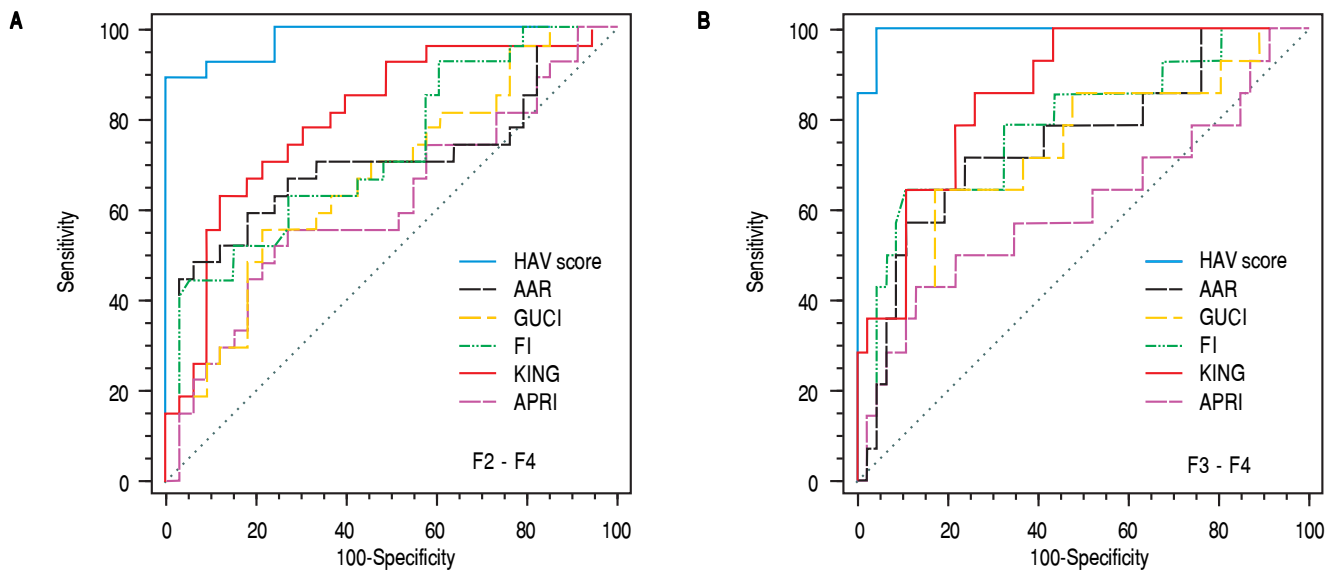 A
100
80
60
40
20
0
Sensitivity
HAV score
AAR
GUCI
FI
KING
APRI
F2 - F4
0 20 40 60 80 100
100-Specificity
B
100
80
60
40
20
0
Sensitivity
HAV score
AAR
GUCI
FI
KING
APRI
F3 - F4
0 20 40 60 80 100
100-Specificity